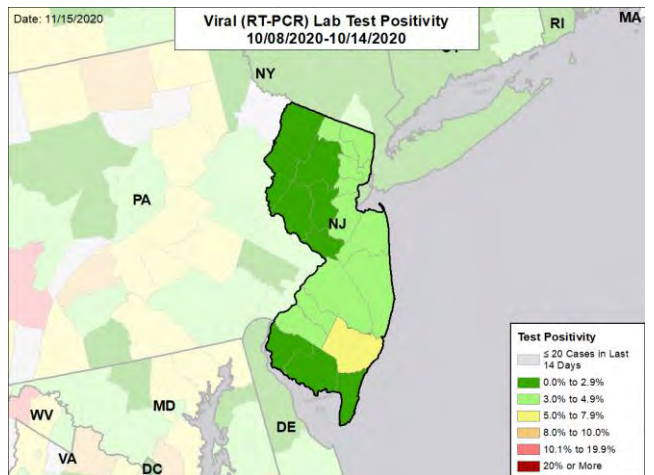 Date: 11/15/2020
Viral (RT-PCR) Lab Test Positivity
10/08/2020-10/14/2020
MA
RI
NY
PA
NJ
MD
DE
WV
VA
DC
Test Positivity
≤ 20 Cases in Last
14 Days
0.0% to 2.9%
3.0% to 4.9%
5.0% to 7.9%
8.0% to 10.0%
10.1% to 19.9%
20% or More